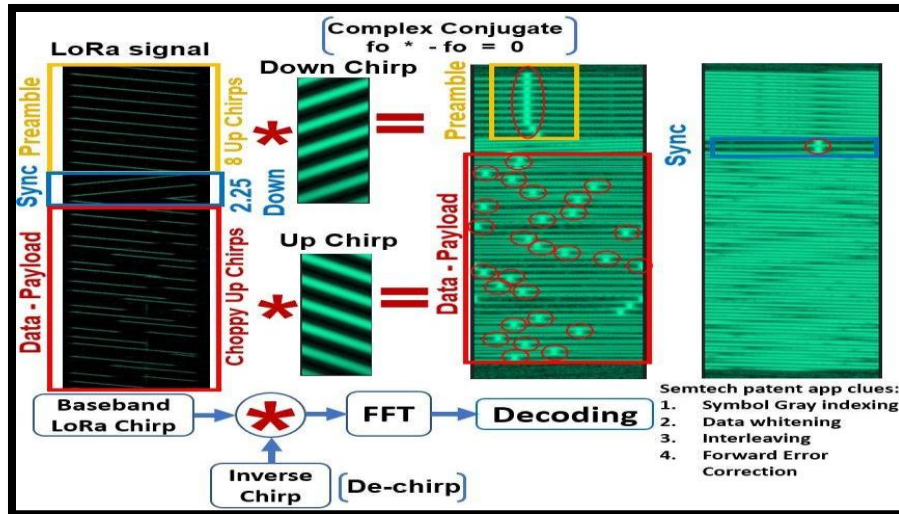 Complex Conjugate
fo * - fo = 0
LoRa signal
Down Chirp
Preamble
8 Up Chirps
*
=
Preamble
Sync
2.25
Down
Sync
Up Chirp
Data - Payload
Choppy Up Chirps
*
=
Data - Payload
Baseband
LoRa Chirp
*
FFT
Decoding
Inverse
Chirp
(De-chirp)
Semtech patent app clues:
1. Symbol Gray indexing
2. Data whitening
3. Interleaving
4. Forward Error
Correction